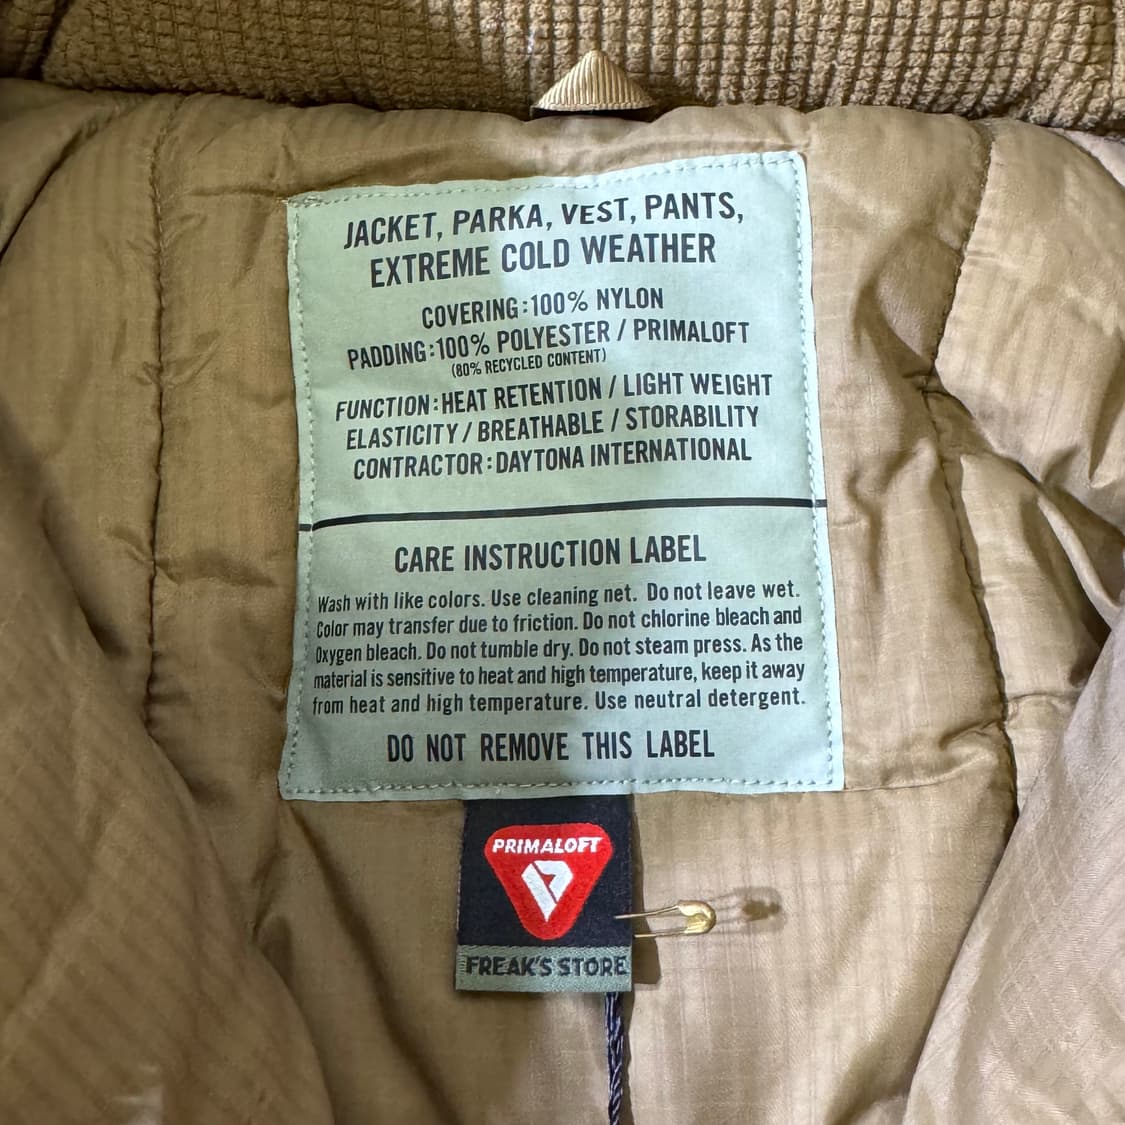 JACKET, PARKA, VEST, PANTS,
EXTREME COLD WEATHER
COVERING:100% NYLON
PADDING:100% POLYESTER / PRIMALOFT
(80% RECYCLED CONTENT)
FUNCTION:HEAT RETENTION / LIGHT WEIGHT
ELASTICITY / BREATHABLE / STORABILITY
CONTRACTOR:DAYTONA INTERNATIONAL
CARE INSTRUCTION LABEL
Wash with like colors. Use cleaning net. Do not leave wet.
Color may transfer due to friction. Do not chlorine bleach and
Oxygen bleach. Do not tumble dry. Do not steam press. As the
material is sensitive to heat and high temperature, keep it away
from heat and high temperature. Use neutral detergent.
DO NOT REMOVE THIS LABEL
PRIMALOFT
FREAK'S STORE